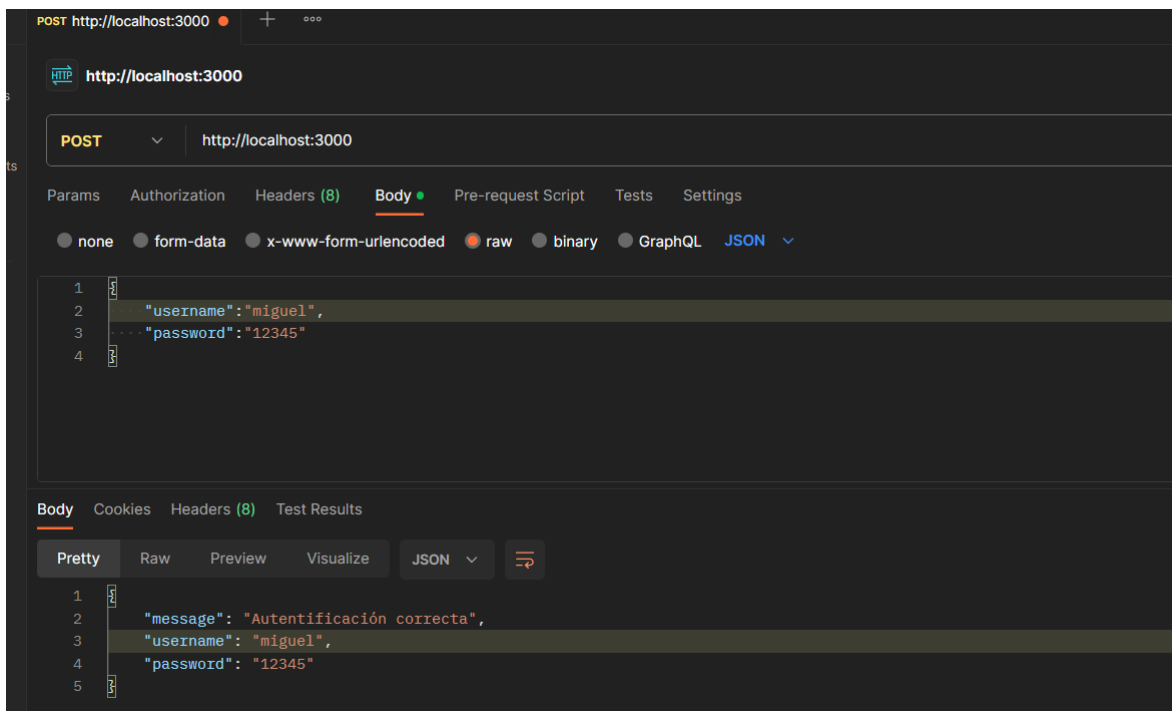 POST http://localhost:3000
HTTP http://localhost:3000
s
POST http://localhost:3000
ts
Params Authorization Headers (8) Body Pre-request Script Tests Settings
none form-data x-www-form-urlencoded raw binary GraphQL JSON
1 {
2 "username":"miguel",
3 "password":"12345"
4 }
Body Cookies Headers (8) Test Results
Pretty Raw Preview Visualize JSON
1 {
2 "message": "Autentificación correcta",
3 "username": "miguel",
4 "password": "12345"
5 }